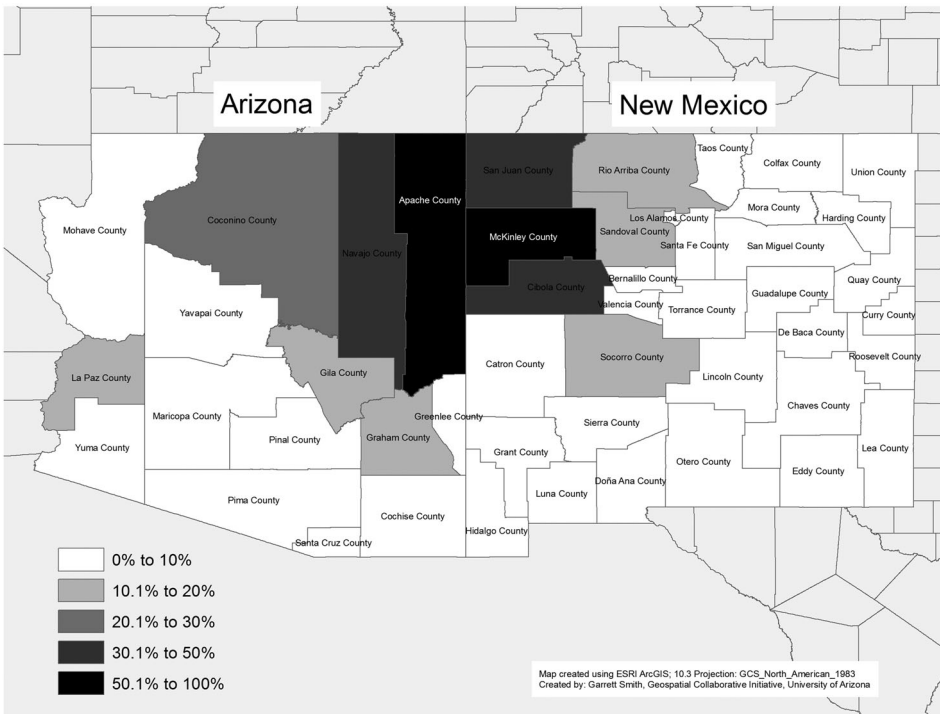 Arizona
New Mexico
Taos County
Colfax County
Rio Arriba County
San Juan County
Union County
Apache County
Mora County
Los Alamos County
Harding County
Coconino County
Mohave County
Sandoval County
McKinley County
Santa Fe County
San Miguel County
Navajo County
Bernalillo County
Quay County
Cibola County
Guadalupe County
Valencia County
Torrance County
Yavapai County
Curry County
De Baca County
Socorro County
Roosevelt County
Catron County
Gila County
La Paz County
Lincoln County
Chaves County
Maricopa County
Greenlee County
Sierra County
Pinal County
Graham County
Yuma County
Grant County
Lea County
Otero County
Eddy County
Doña Ana County
Luna County
Pima County
Cochise County
Hidalgo County
Santa Cruz County
0% to 10%
10.1% to 20%
20.1% to 30%
30.1% to 50%
50.1% to 100%
Map created using ESRI ArcGIS; 10.3 Projection: GCS_North_American_1983
Created by: Garrett Smith, Geospatial Collaborative Initiative, University of Arizona